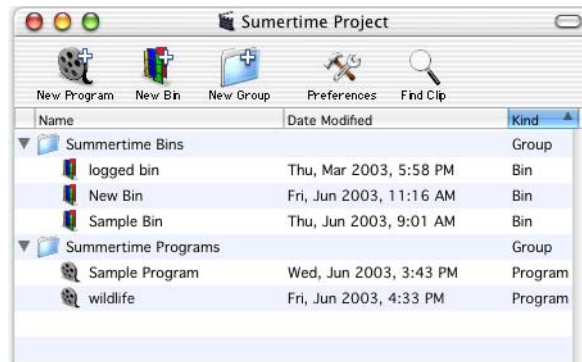 Sumertime Project
New Program New Bin New Group Preferences Find Clip
Name Date Modified Kind
Summertime Bins Group
logged bin Thu, Mar 2003, 5:58 PM Bin
New Bin Fri, Jun 2003, 11:16 AM Bin
Sample Bin Thu, Jun 2003, 9:01 AM Bin
Summertime Programs Group
Sample Program Wed, Jun 2003, 3:43 PM Program
wildlife Fri, Jun 2003, 4:33 PM Program